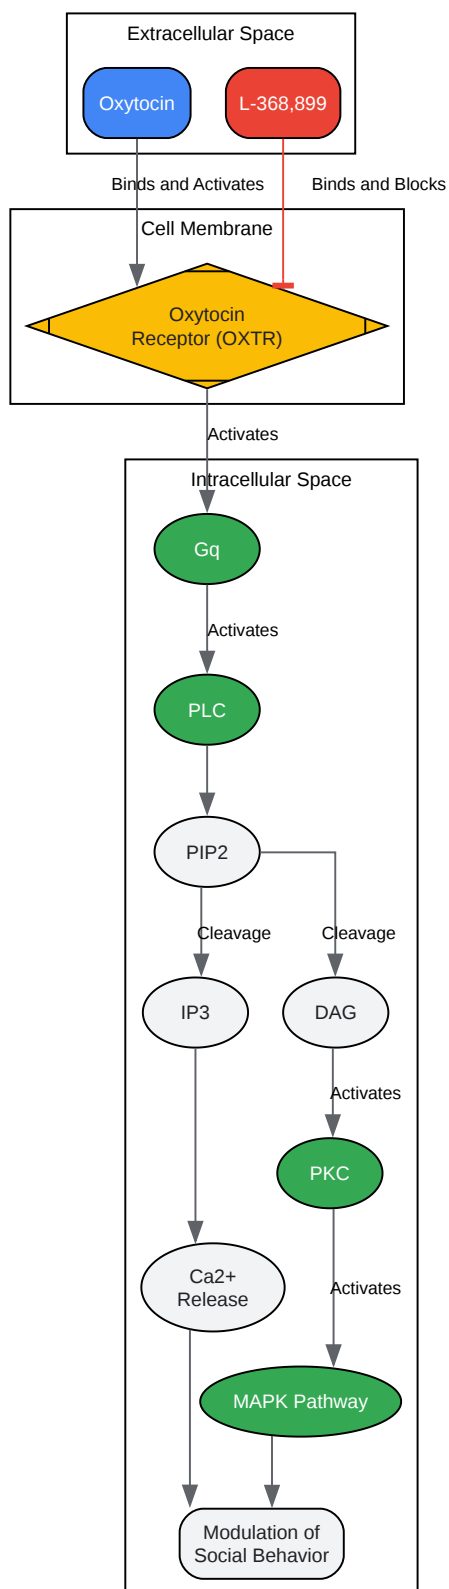 Extracellular Space
Oxytocin
L-368,899
Binds and Activates
Binds and Blocks
Cell Membrane
Oxytocin
Receptor (OXTR)
Activates
Intracellular Space
Gq
Activates
PLC
PIP2
Cleavage
Cleavage
IP3
DAG
Activates
PKC
Ca2+
Release
Activates
MAPK Pathway
Modulation of
Social Behavior